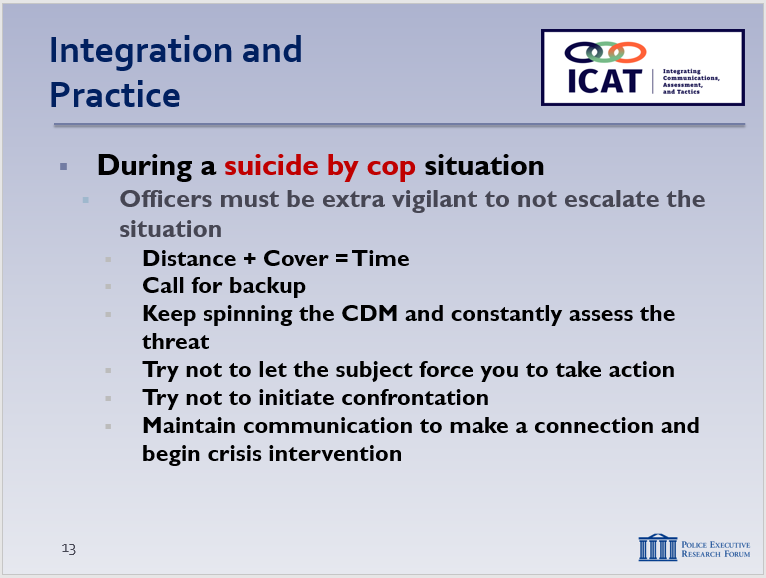 Integration and
Practice
ICAT
Integrating
Communications,
Assessment,
and Tactics
During a suicide by cop situation
Officers must be extra vigilant to not escalate the
situation
Distance + Cover = Time
Call for backup
Keep spinning the CDM and constantly assess the
threat
Try not to let the subject force you to take action
Try not to initiate confrontation
Maintain communication to make a connection and
begin crisis intervention
13
POLICE EXECUTIVE
RESEARCH FORUM